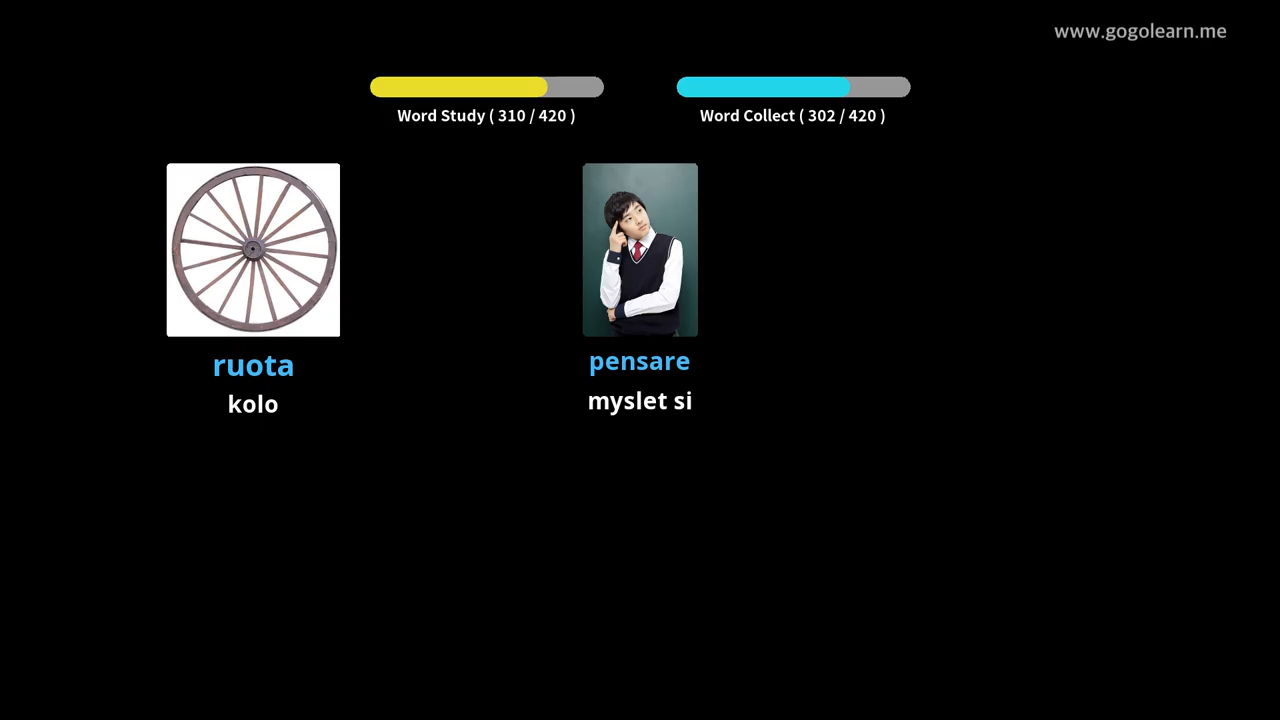 www.gogolearn.me
Word Study ( 310 / 420 )
Word Collect ( 302 / 420 )
ruota
kolo
pensare
myslet si